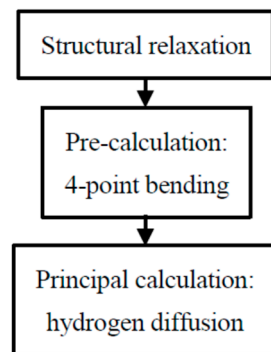 Structural relaxation
Pre-calculation:
4-point bending
Principal calculation:
hydrogen diffusion